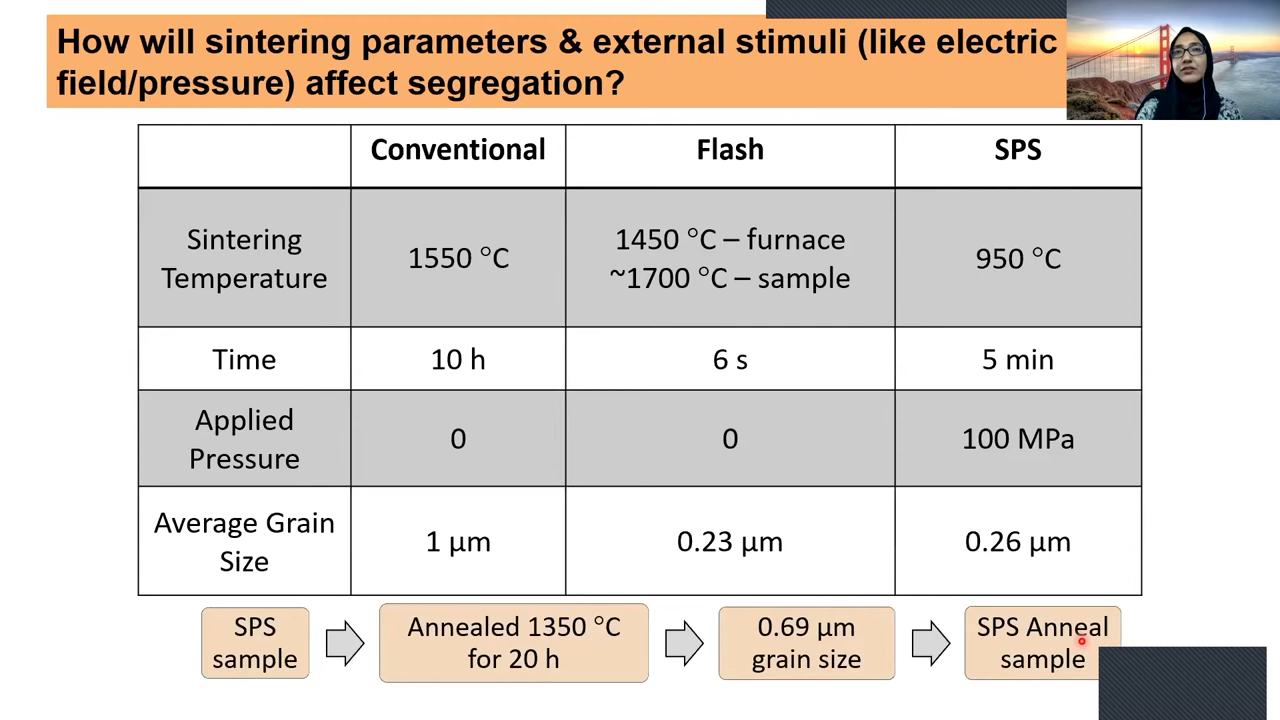 How will sintering parameters & external stimuli (like electric
field/pressure) affect segregation?
Conventional
Flash
SPS
Sintering
Temperature
1550 °C
1450 °C – furnace
~1700 °C – sample
950 °C
Time
10 h
6 s
5 min
Applied
Pressure
0
0
100 MPa
Average Grain
Size
1 µm
0.23 µm
0.26 µm
SPS
sample
Annealed 1350 °C
for 20 h
0.69 µm
grain size
SPS Anneal
sample